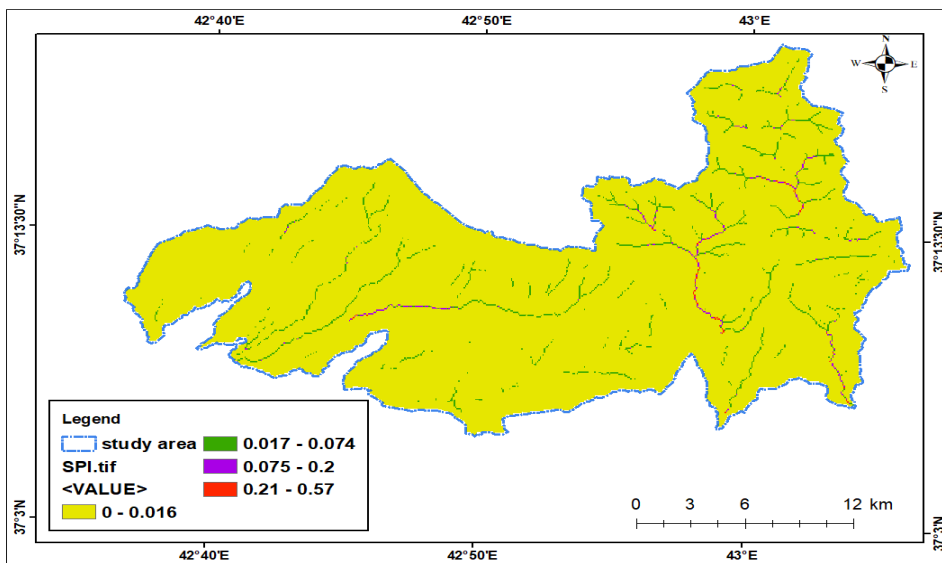 42°40'E 42°50'E 43°E
N
W E
S
37°13'30"N
37°13'30"N
Legend
study area
SPI.tif
<VALUE>
0 - 0.016
0.017 - 0.074
0.075 - 0.2
0.21 - 0.57
0 3 6 12 km
37°3'N
37°3'N
42°40'E 42°50'E 43°E